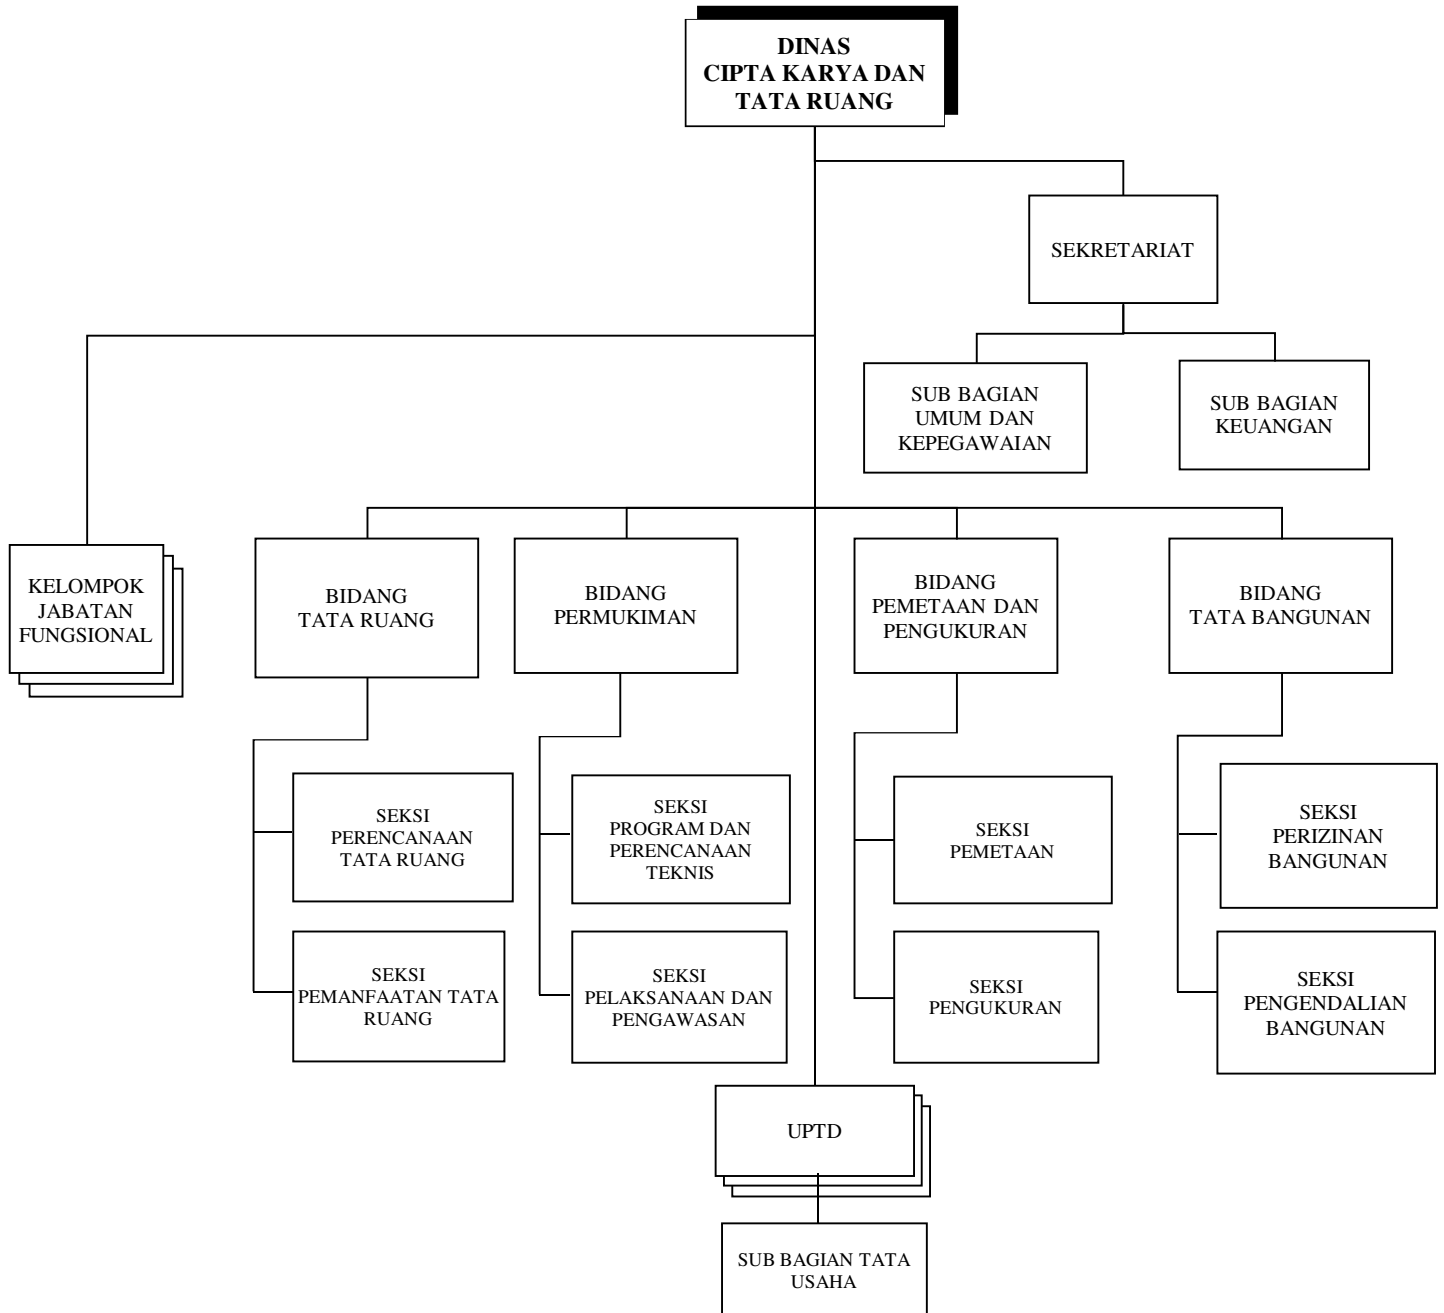 DINAS
CIPTA KARYA DAN
TATA RUANG
SEKRETARIAT
SUB BAGIAN
UMUM DAN
KEPEGAWAIAN
SUB BAGIAN
KEUANGAN
KELOMPOK
JABATAN
FUNGSIONAL
BIDANG
TATA RUANG
BIDANG
PERMUKIMAN
BIDANG
PEMETAAN DAN
PENGUKURAN
BIDANG
TATA BANGUNAN
SEKSI
PERENCANAAN
TATA RUANG
SEKSI
PROGRAM DAN
PERENCANAAN
TEKNIS
SEKSI
PEMETAAN
SEKSI
PERIZINAN
BANGUNAN
SEKSI
PEMANFAATAN TATA
RUANG
SEKSI
PELAKSANAAN DAN
PENGAWASAN
SEKSI
PENGUKURAN
SEKSI
PENGENDALIAN
BANGUNAN
UPTD
SUB BAGIAN TATA
USAHA